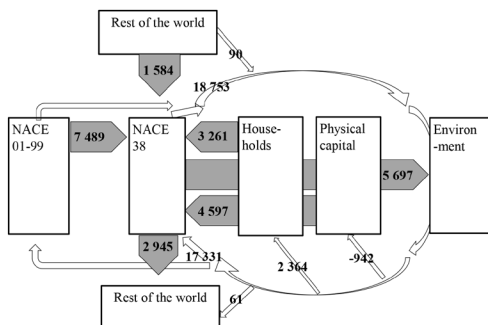 Rest of the world
90
1 584
18 753
NACE
01-99
7 489
NACE
38
3 261
House-
holds
Physical
capital
Environ
-ment
5 697
4 597
2 945
17 331
2 364
-942
Rest of the world
61